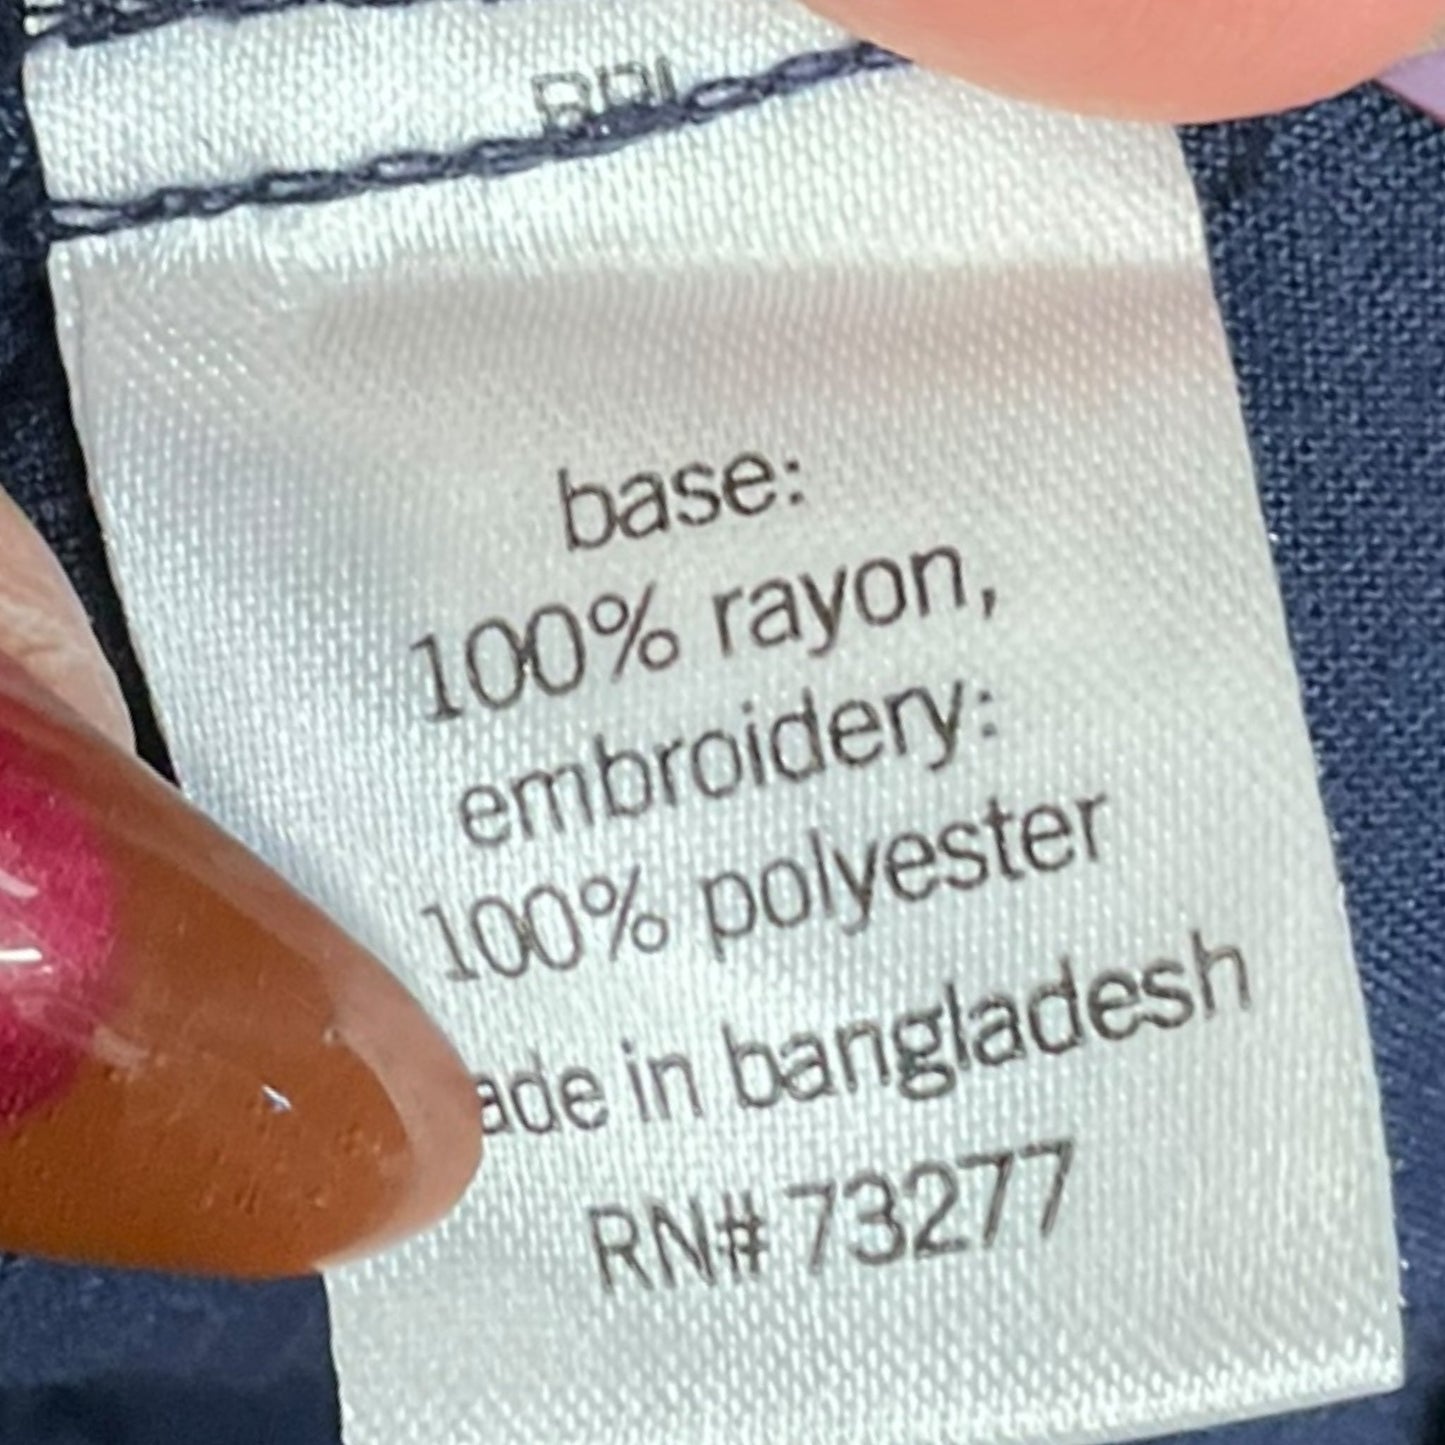 base:
100% rayon,
embroidery:
100% polyester
ade in bangladesh
RN# 73277